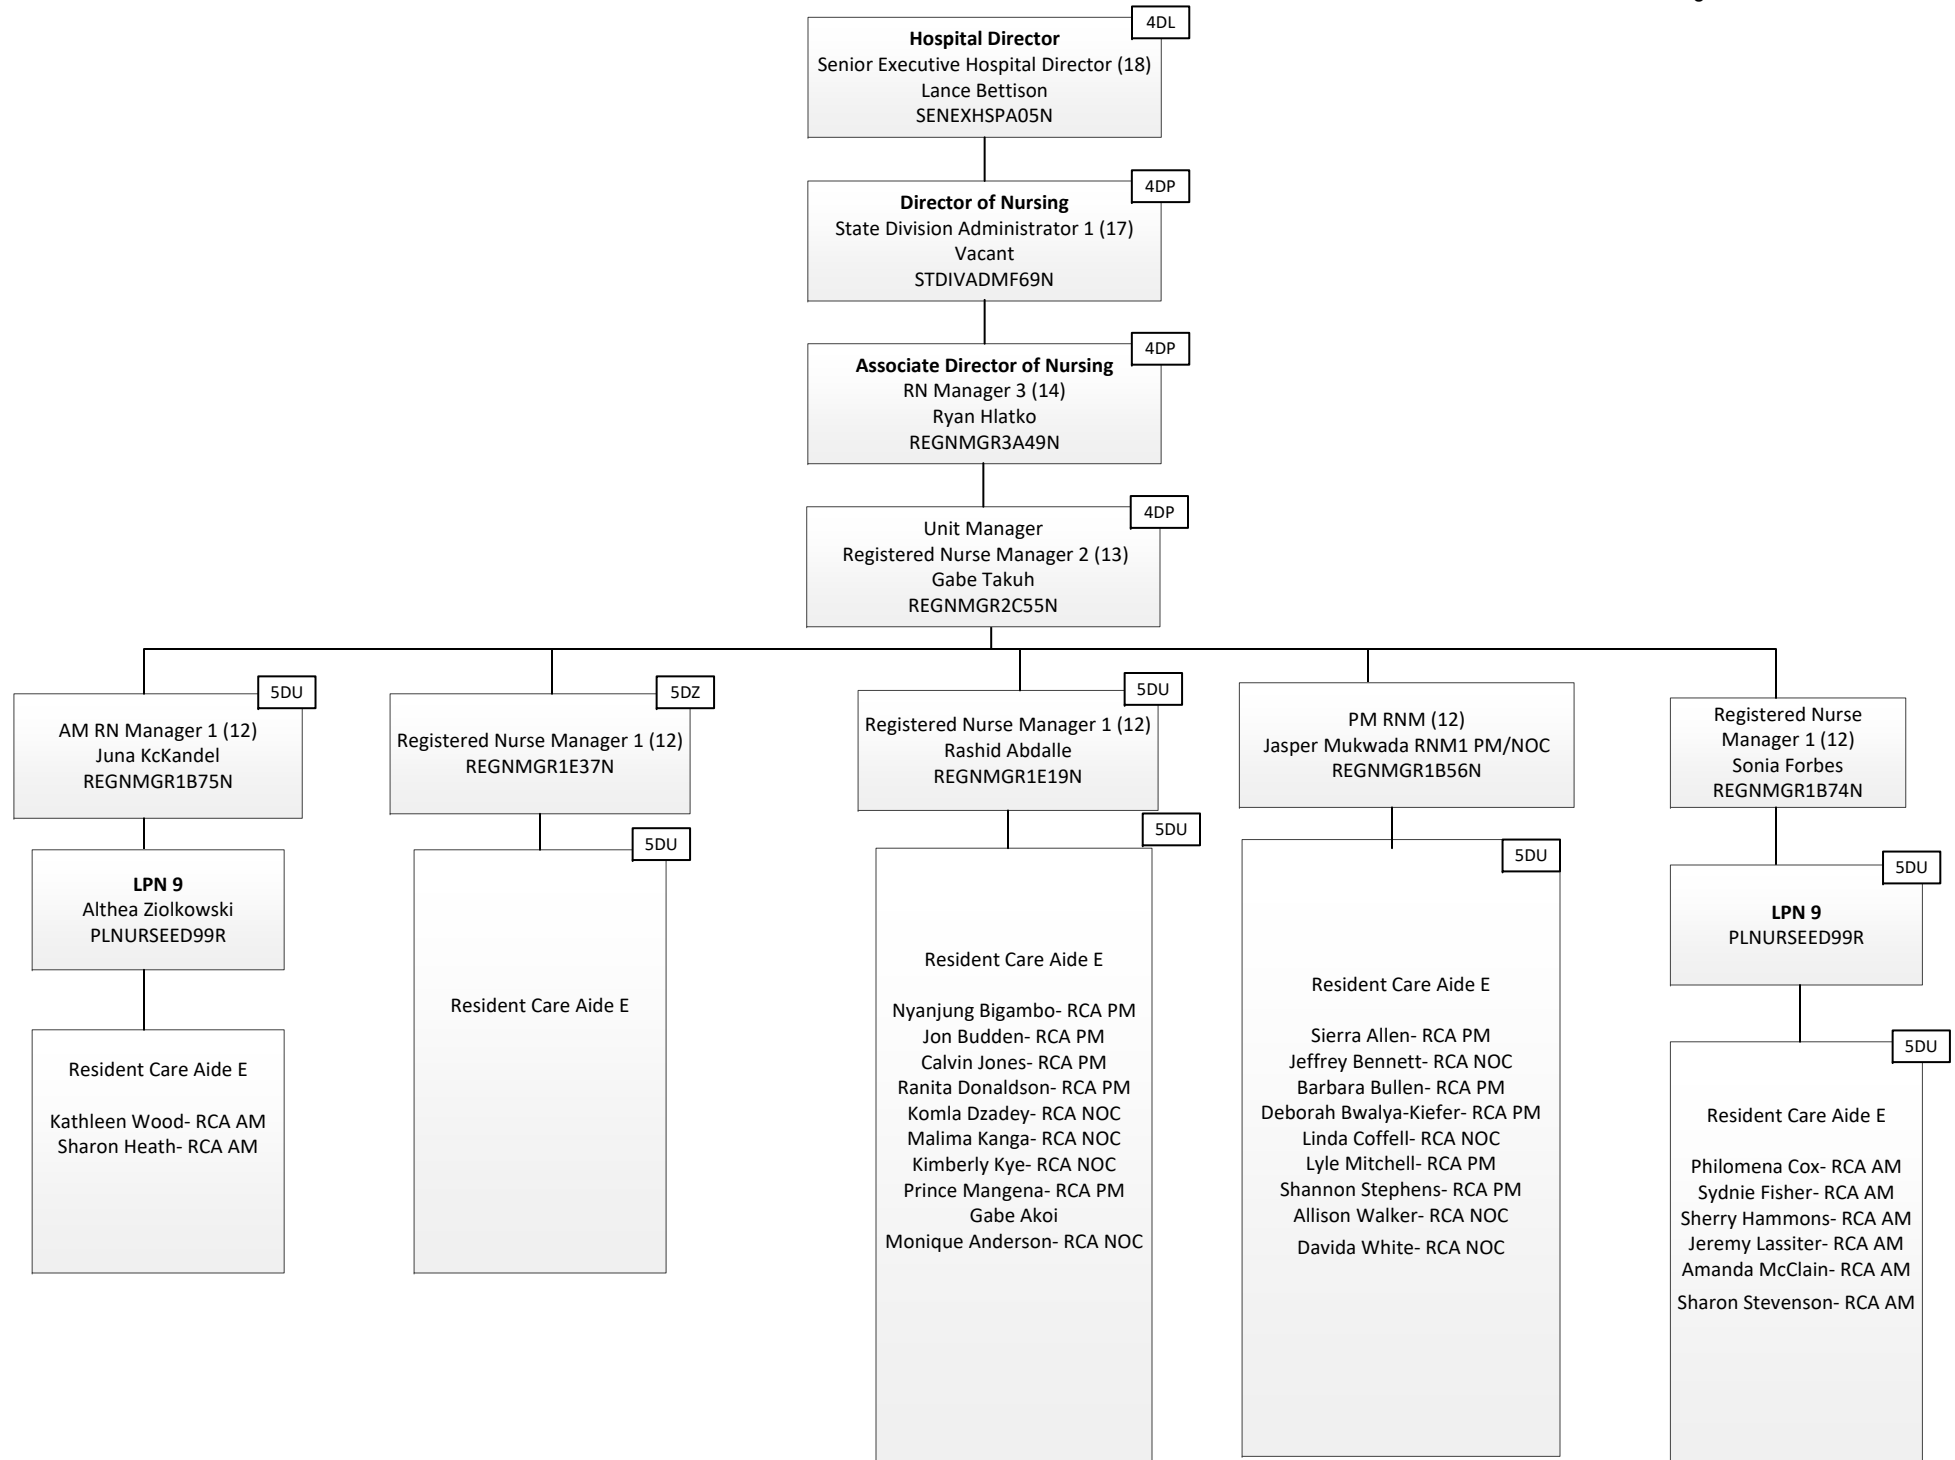 4DL
Hospital Director
Senior Executive Hospital Director (18)
Lance Bettison
SENEXHSPA05N
4DP
Director of Nursing
State Division Administrator 1 (17)
Vacant
STDIVADMF69N
4DP
Associate Director of Nursing
RN Manager 3 (14)
Ryan Hlatko
REGNMGR3A49N
4DP
Unit Manager
Registered Nurse Manager 2 (13)
Gabe Takuh
REGNMGR2C55N
5DU
AM RN Manager 1 (12)
Juna KcKandel
REGNMGR1B75N
LPN 9
Althea Ziolkowski
PLNURSEED99R
Resident Care Aide E
Kathleen Wood- RCA AM
Sharon Heath- RCA AM
5DZ
Registered Nurse Manager 1 (12)
REGNMGR1E37N
5DU
Resident Care Aide E
5DU
Registered Nurse Manager 1 (12)
Rashid Abdalle
REGNMGR1E19N
5DU
Resident Care Aide E
Nyanjung Bigambo- RCA PM
Jon Budden- RCA PM
Calvin Jones- RCA PM
Ranita Donaldson- RCA PM
Komla Dzadey- RCA NOC
Malima Kanga- RCA NOC
Kimberly Kye- RCA NOC
Prince Mangena- RCA PM
Gabe Akoi
Monique Anderson- RCA NOC
PM RNM (12)
Jasper Mukwada RNM1 PM/NOC
REGNMGR1B56N
5DU
Resident Care Aide E
Sierra Allen- RCA PM
Jeffrey Bennett- RCA NOC
Barbara Bullen- RCA PM
Deborah Bwalya-Kiefer- RCA PM
Linda Coffell- RCA NOC
Lyle Mitchell- RCA PM
Shannon Stephens- RCA PM
Allison Walker- RCA NOC
Davida White- RCA NOC
Registered Nurse
Manager 1 (12)
Sonia Forbes
REGNMGR1B74N
5DU
LPN 9
PLNURSEED99R
5DU
Resident Care Aide E
Philomena Cox- RCA AM
Sydnie Fisher- RCA AM
Sherry Hammons- RCA AM
Jeremy Lassiter- RCA AM
Amanda McClain- RCA AM
Sharon Stevenson- RCA AM